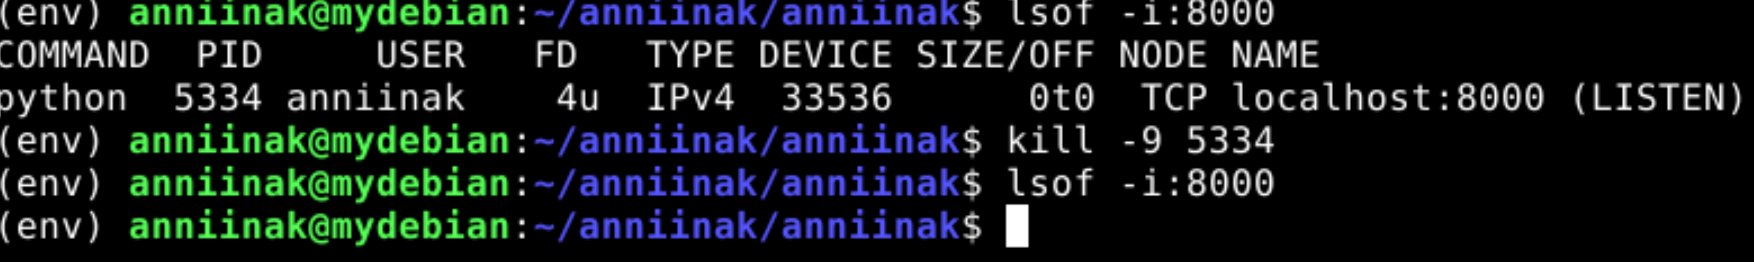 (env) anniinak@mydebian:~/anniinak/anniinak$ lsof -i:8000
COMMAND  PID     USER   FD   TYPE DEVICE SIZE/OFF NODE NAME
python  5334 anniinak    4u  IPv4  33536      0t0  TCP localhost:8000 (LISTEN)
(env) anniinak@mydebian:~/anniinak/anniinak$ kill -9 5334
(env) anniinak@mydebian:~/anniinak/anniinak$ lsof -i:8000
(env) anniinak@mydebian:~/anniinak/anniinak$